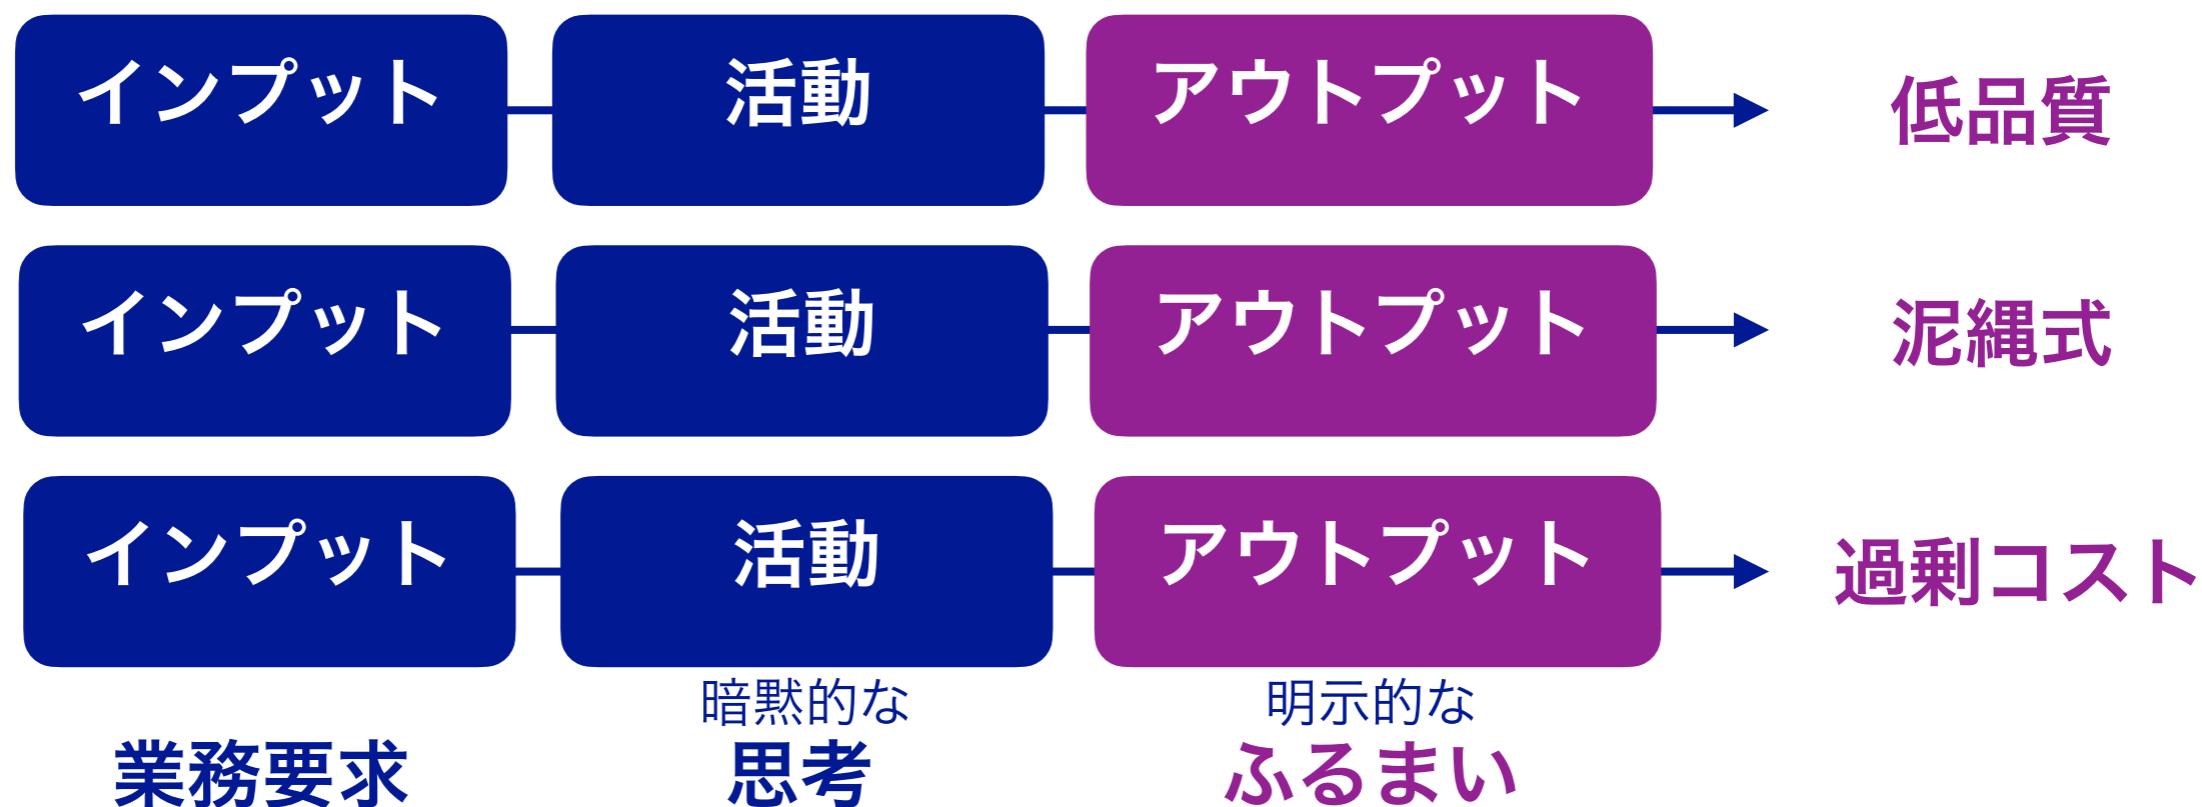 インプット 活動 アウトプット 低品質
インプット 活動 アウトプット 泥縄式
インプット 活動 アウトプット 過剰コスト
暗黙的な 明示的な
業務要求 思考 ふるまい